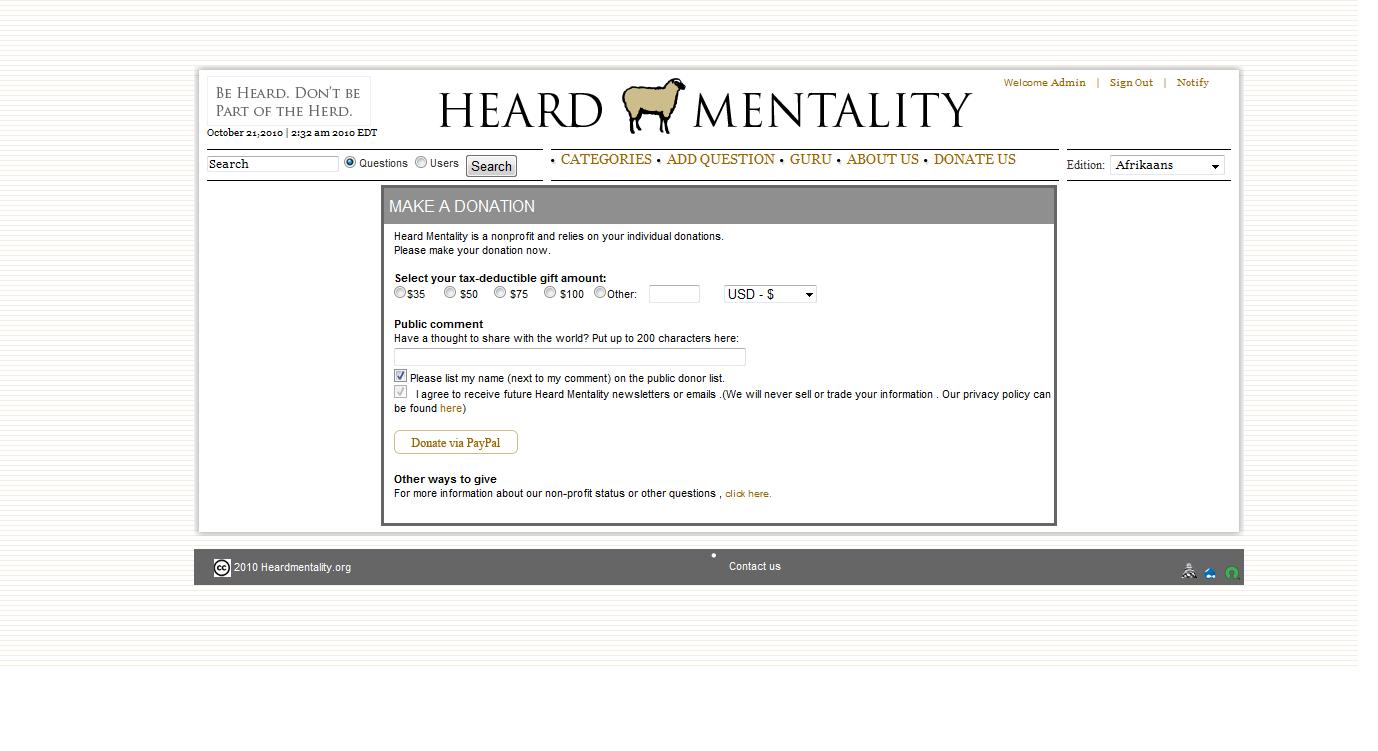 BE HEARD. DON'T BE
PART OF THE HERD.
October 21,2010 | 2:32 am 2010 EDT
HEARD MENTALITY
Welcome Admin | Sign Out | Notify
Search Questions Users Search
• CATEGORIES • ADD QUESTION • GURU • ABOUT US • DONATE US
Edition: Afrikaans
MAKE A DONATION
Heard Mentality is a nonprofit and relies on your individual donations.
Please make your donation now.
Select your tax-deductible gift amount:
$35 $50 $75 $100 Other: USD - $
Public comment
Have a thought to share with the world? Put up to 200 characters here:
Please list my name (next to my comment) on the public donor list.
I agree to receive future Heard Mentality newsletters or emails .(We will never sell or trade your information . Our privacy policy can
be found here)
Donate via PayPal
Other ways to give
For more information about our non-profit status or other questions , click here.
cc 2010 Heardmentality.org
Contact us